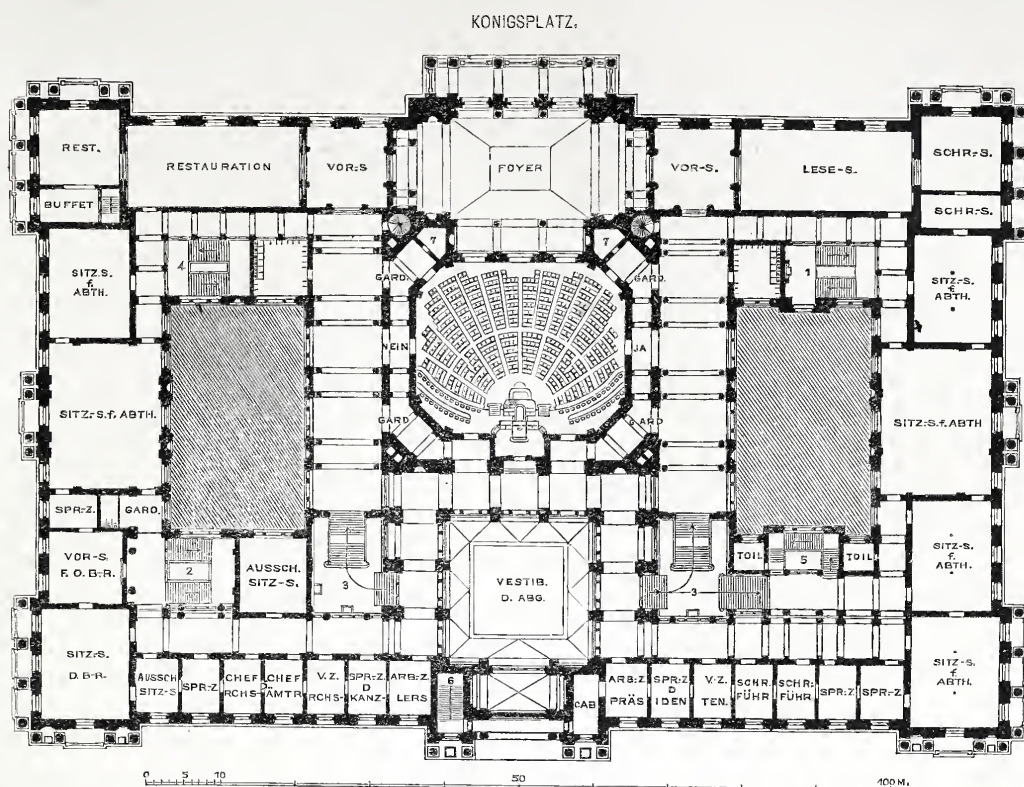 KONIGSPLATZ.
REST.
RESTAURATION
VOR-S
FOYER
VOR-S.
LESE-S.
SCHR-S.
BUFFET
SCHR-S.
7
7
SITZ.S.
f.
ABTH.
4
GARD.
GARD.
1
SITZ-S.
f.
ABTH.
NEIN
JA
SITZ.-S.f. ABTH.
SITZ.-S.f. ABTH
GARD
GARD
SPR-Z.
GARD.
VOR-S.
F. O. B-R.
2
AUSSCH.
SITZ-S.
3
VESTIB.
D. ABG.
3
TOIL
5
TOIL
SITZ-S.
f.
ABTH.
SITZ.-S.
D. B-R.
AUSSCH
SITZ-S
SPR-Z
CHEF
RCHS-
D.
CHEF
ÄMTR.
V. Z.
RCHS-
SPR-Z.
D
KANZ-
ARB-Z.
LERS
6
CAB
ARB-Z
PRÄS
SPR-Z
D
IDEN
V-Z
TEN.
SCHR.
FÜHR
SCHR.
FÜHR.
SPR-Z
SPR-Z.
SITZ-S
f.
ABTH.
0 5 10 50 100 M.